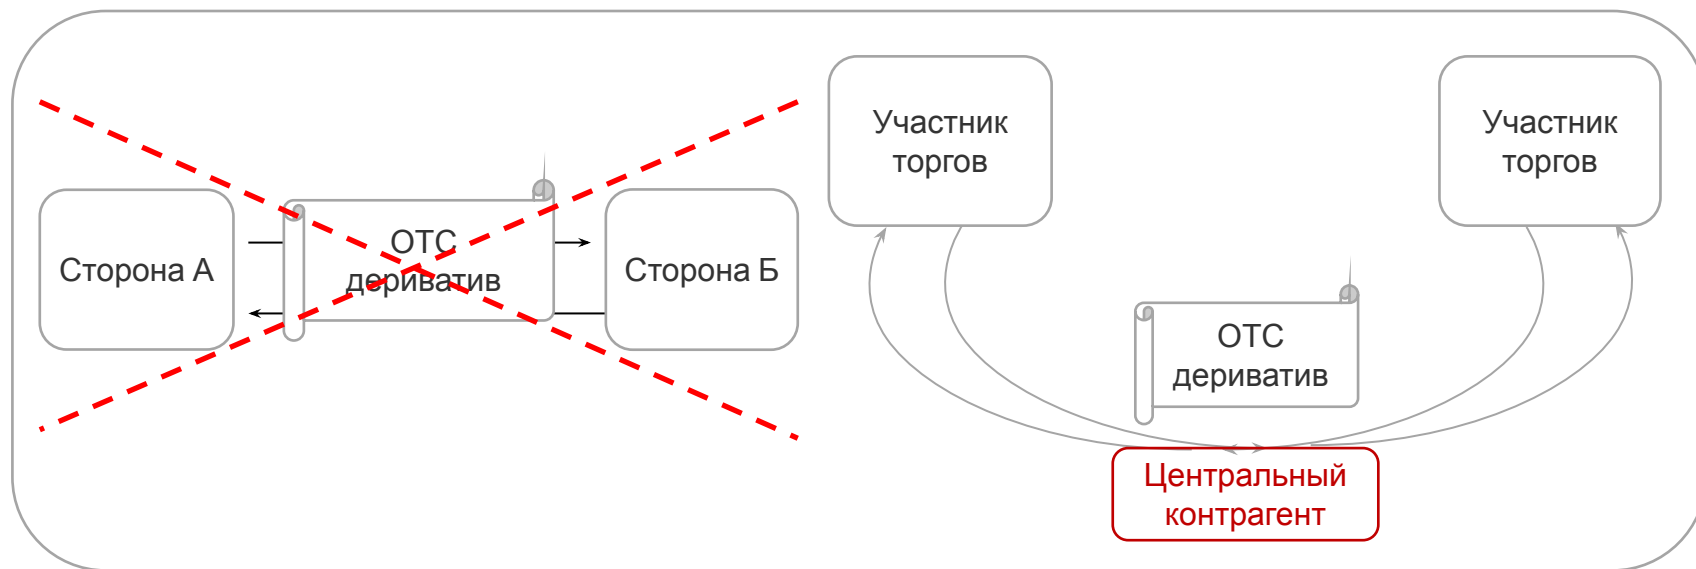 Сторона А
ОТС
дериватив
Сторона Б
Участник
торгов
Участник
торгов
ОТС
дериватив
Центральный
контрагент